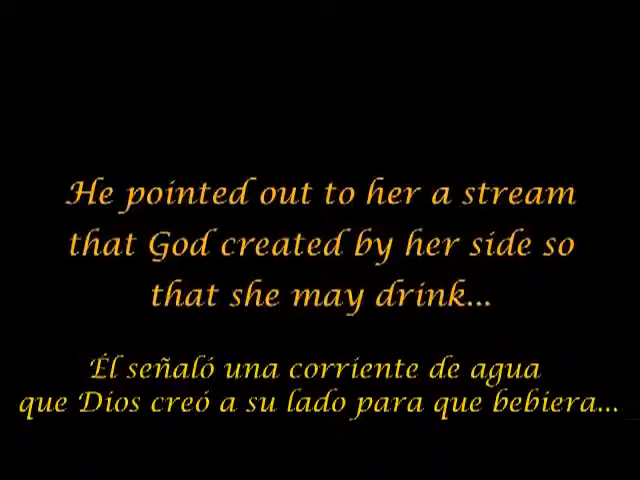 He pointed out to her a stream
that God created by her side so
that she may drink...
Él señaló una corriente de agua
que Dios creó a su lado para que bebiera...